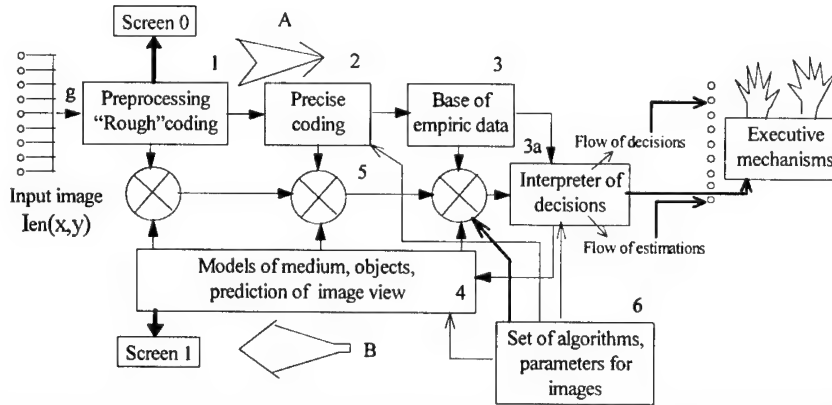 Screen 0
A
1
2
3
g
Preprocessing
“Rough”coding
Precise
coding
Base of
empiric data
3a
Flow of decisions
Executive
mechanisms
5
Interpreter of
decisions
Input image
Ien(x,y)
Flow of estimations
Models of medium, objects,
prediction of image view
4
6
Screen 1
B
Set of algorithms,
parameters for
images